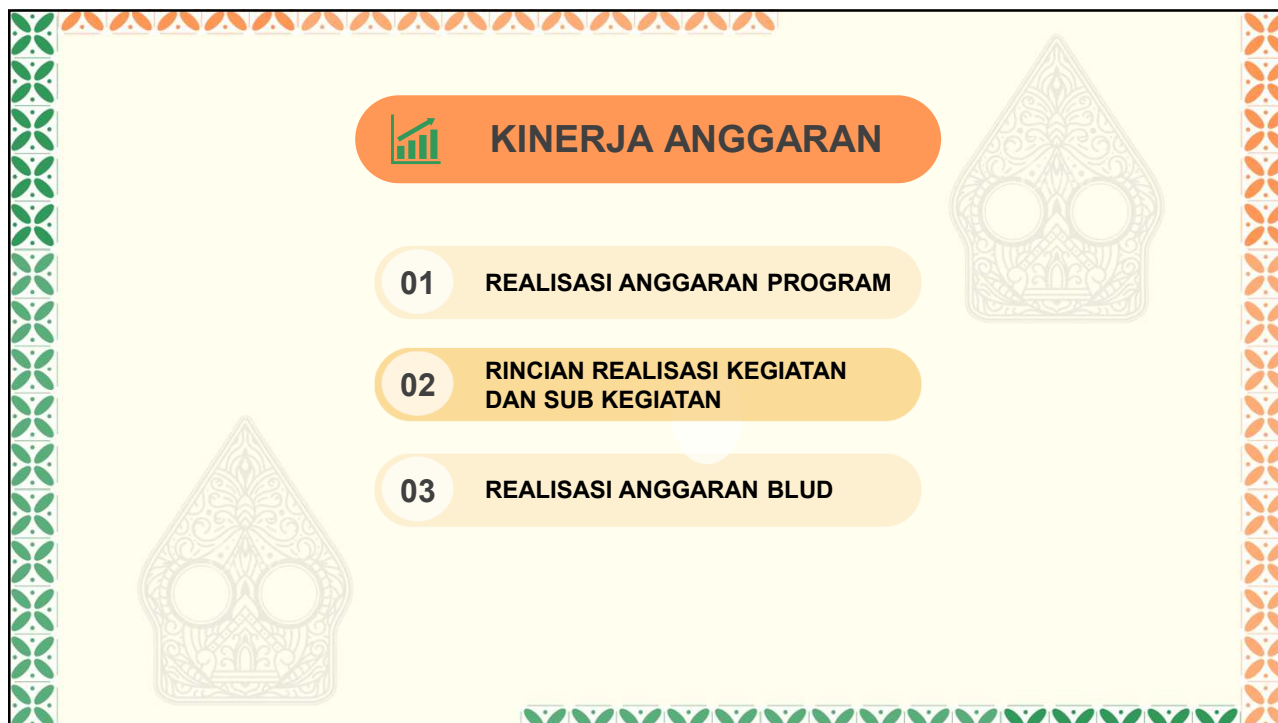 KINERJA ANGGARAN
01
REALISASI ANGGARAN PROGRAM
02
RINCIAN REALISASI KEGIATAN
DAN SUB KEGIATAN
03
REALISASI ANGGARAN BLUD